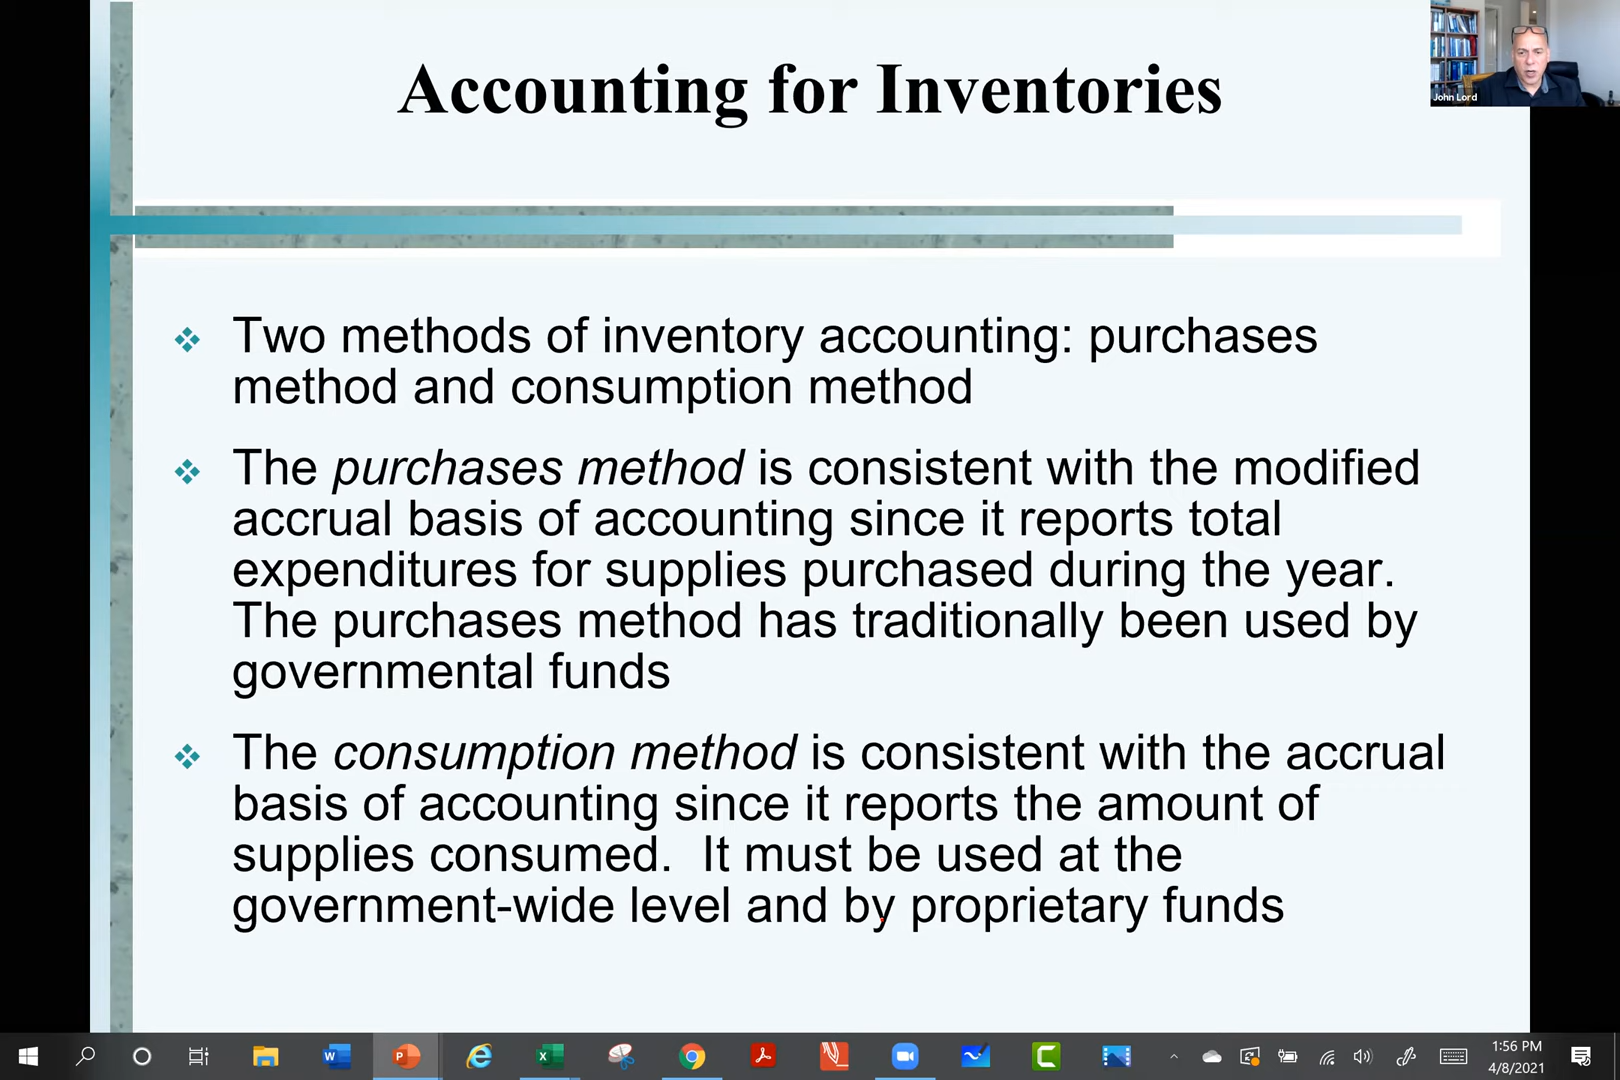 Accounting for Inventories
John Lord
Two methods of inventory accounting: purchases
method and consumption method
The purchases method is consistent with the modified
accrual basis of accounting since it reports total
expenditures for supplies purchased during the year.
The purchases method has traditionally been used by
governmental funds
The consumption method is consistent with the accrual
basis of accounting since it reports the amount of
supplies consumed.  It must be used at the
government-wide level and by proprietary funds
1:56 PM
4/8/2021